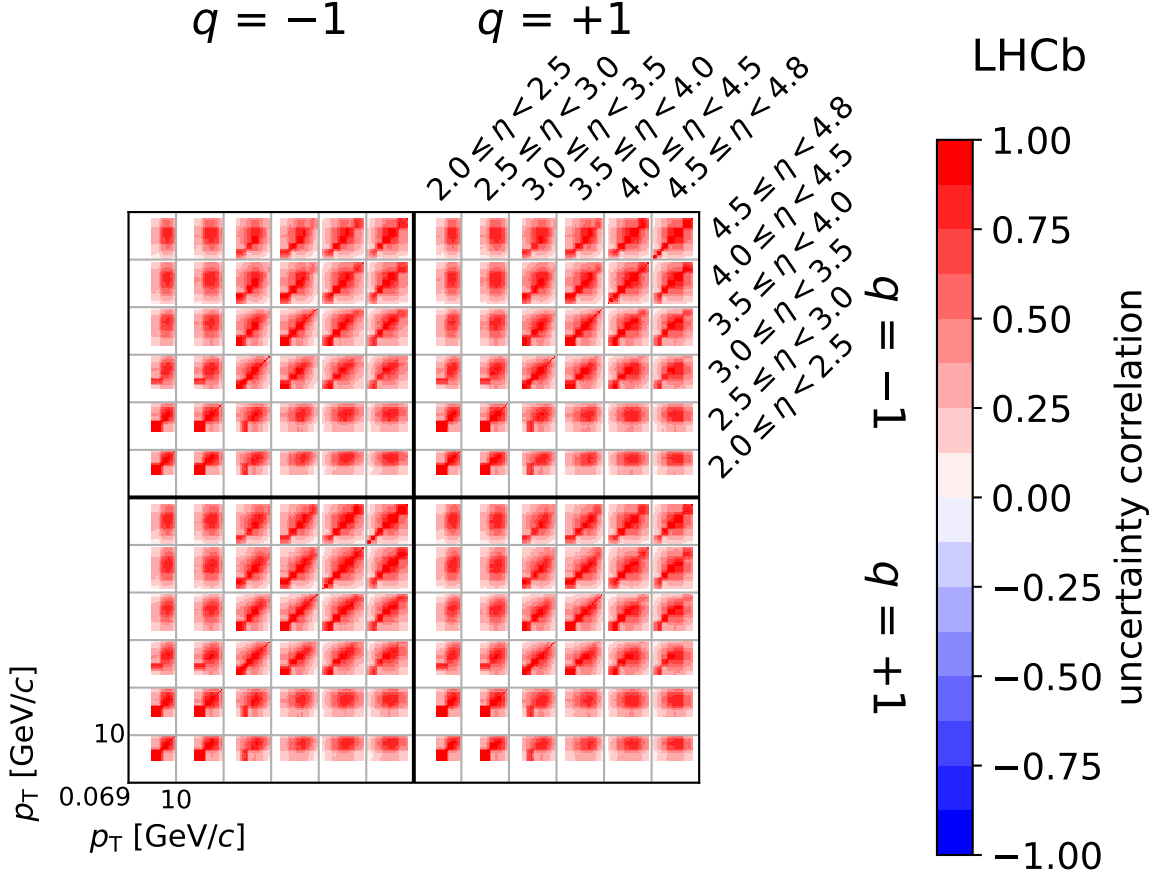 q = −1
q = +1
LHCb
2.0 ≤ η < 2.5
2.5 ≤ η < 3.0
3.0 ≤ η < 3.5
3.5 ≤ η < 4.0
4.0 ≤ η < 4.5
4.5 ≤ η < 4.8
4.5 ≤ η < 4.8
4.0 ≤ η < 4.5
3.5 ≤ η < 4.0
3.0 ≤ η < 3.5
2.5 ≤ η < 3.0
2.0 ≤ η < 2.5
q = −1
q = +1
1.00
0.75
0.50
0.25
0.00
−0.25
−0.50
−0.75
−1.00
uncertainty correlation
pT [GeV/c]
10
0.069
10
pT [GeV/c]